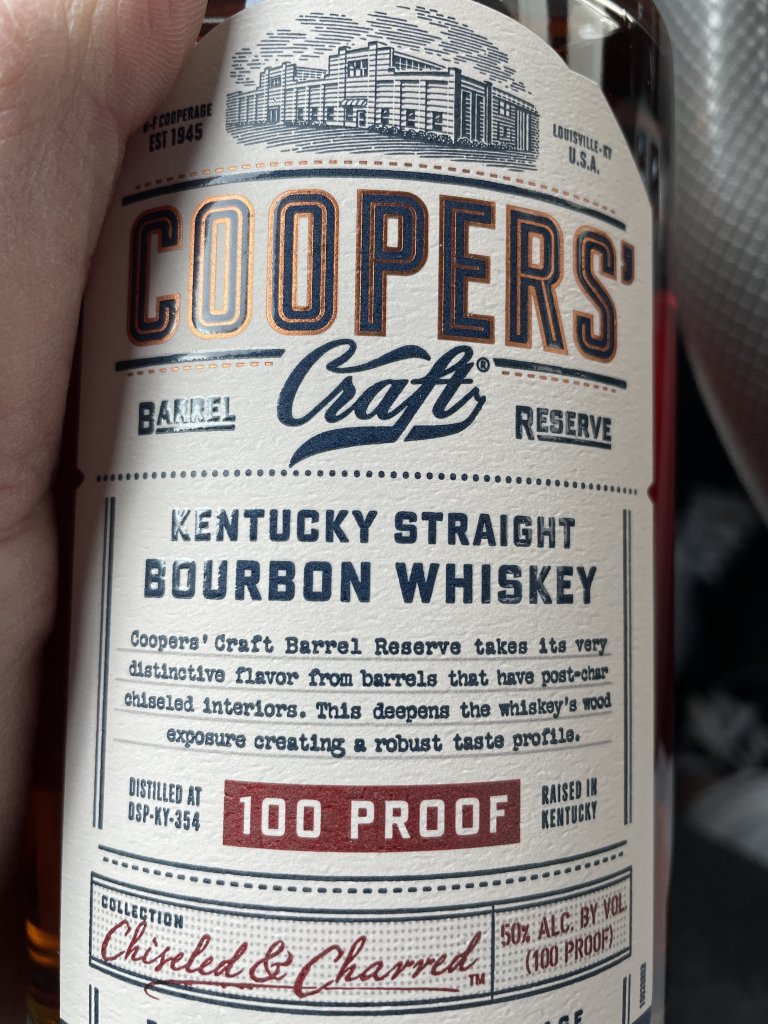 B-F COOPERAGE
EST 1945
LOUISVILLE·KY
U.S.A.
COOPERS'
Craft®
BARREL
RESERVE
KENTUCKY STRAIGHT
BOURBON WHISKEY
Coopers' Craft Barrel Reserve takes its very
distinctive flavor from barrels that have post-char
chiseled interiors. This deepens the whiskey's wood
exposure creating a robust taste profile.
DISTILLED AT
DSP-KY-354
100 PROOF
RAISED IN
KENTUCKY
COLLECTION
Chiseled & Charred™
50% ALC. BY VOL.
(100 PROOF)